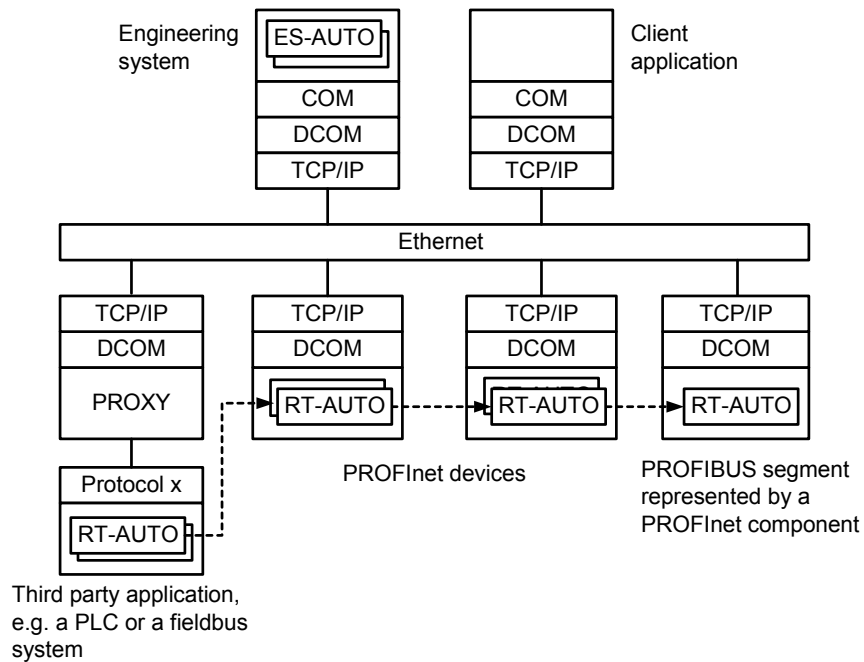 Engineering
system
ES-AUTO
COM
DCOM
TCP/IP
COM
DCOM
TCP/IP
Client
application
Ethernet
TCP/IP
DCOM
PROXY
Protocol x
RT-AUTO
TCP/IP
DCOM
RT-AUTO
TCP/IP
DCOM
RT-AUTO
RT-AUTO
TCP/IP
DCOM
RT-AUTO
PROFInet devices
PROFIBUS segment
represented by a
PROFInet component
Third party application,
e.g. a PLC or a fieldbus
system